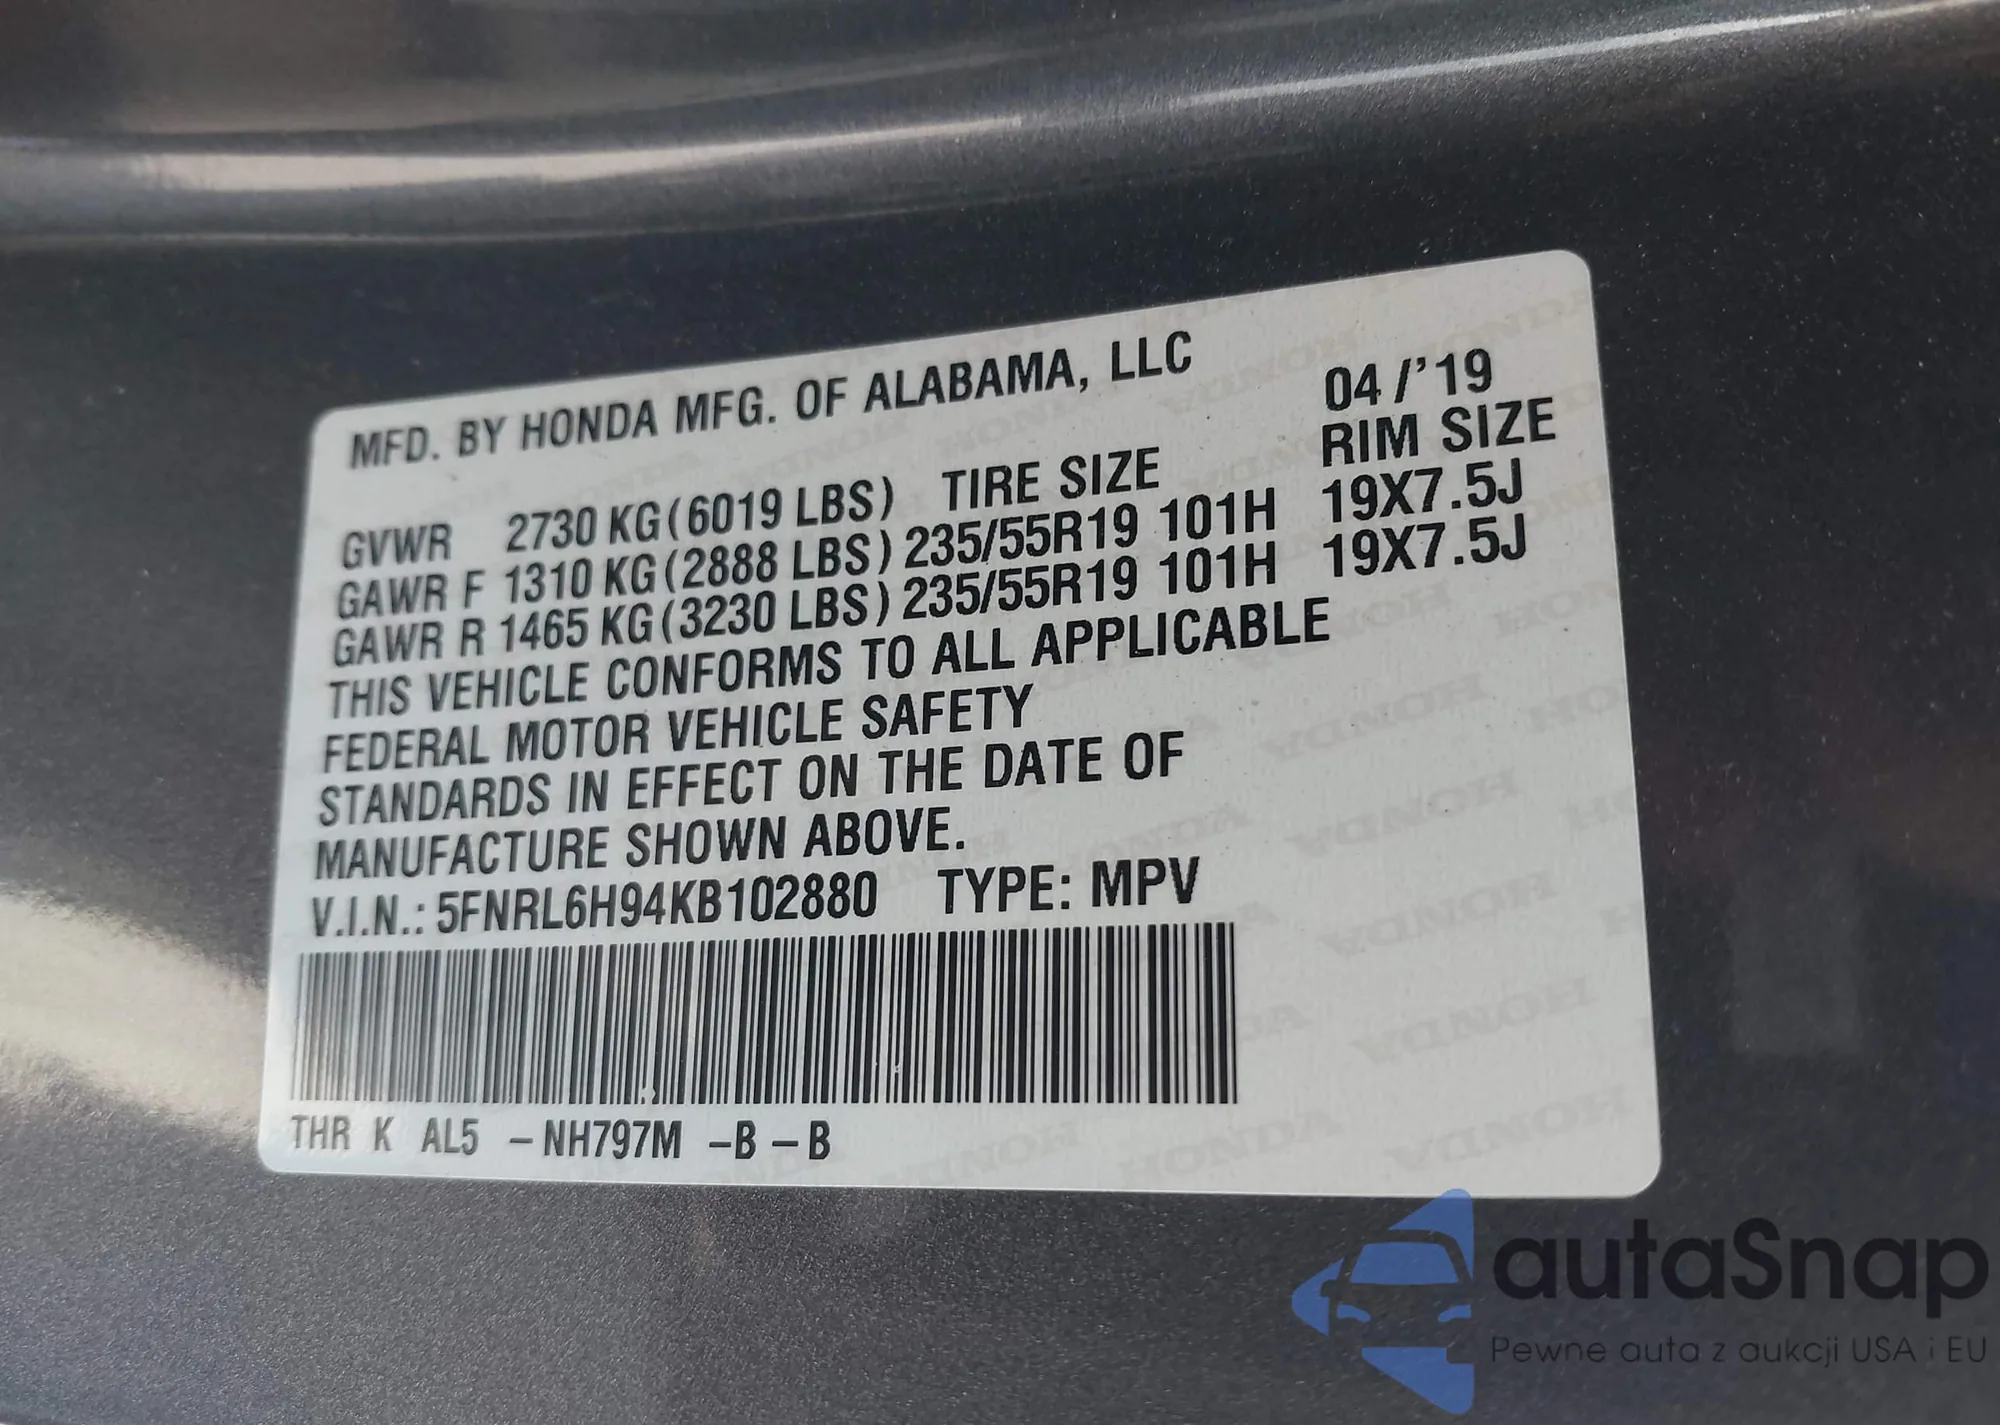 MFD. BY HONDA MFG. OF ALABAMA, LLC 04/'19
GVWR 2730 KG(6019 LBS) TIRE SIZE RIM SIZE
GAWR F 1310 KG(2888 LBS) 235/55R19 101H 19X7.5J
GAWR R 1465 KG(3230 LBS) 235/55R19 101H 19X7.5J
THIS VEHICLE CONFORMS TO ALL APPLICABLE
FEDERAL MOTOR VEHICLE SAFETY
STANDARDS IN EFFECT ON THE DATE OF
MANUFACTURE SHOWN ABOVE.
V.I.N.: 5FNRL6H94KB102880 TYPE: MPV
THR K AL5 -NH797M -B -B
autaSnap
Pewne auta z aukcji USA i EU